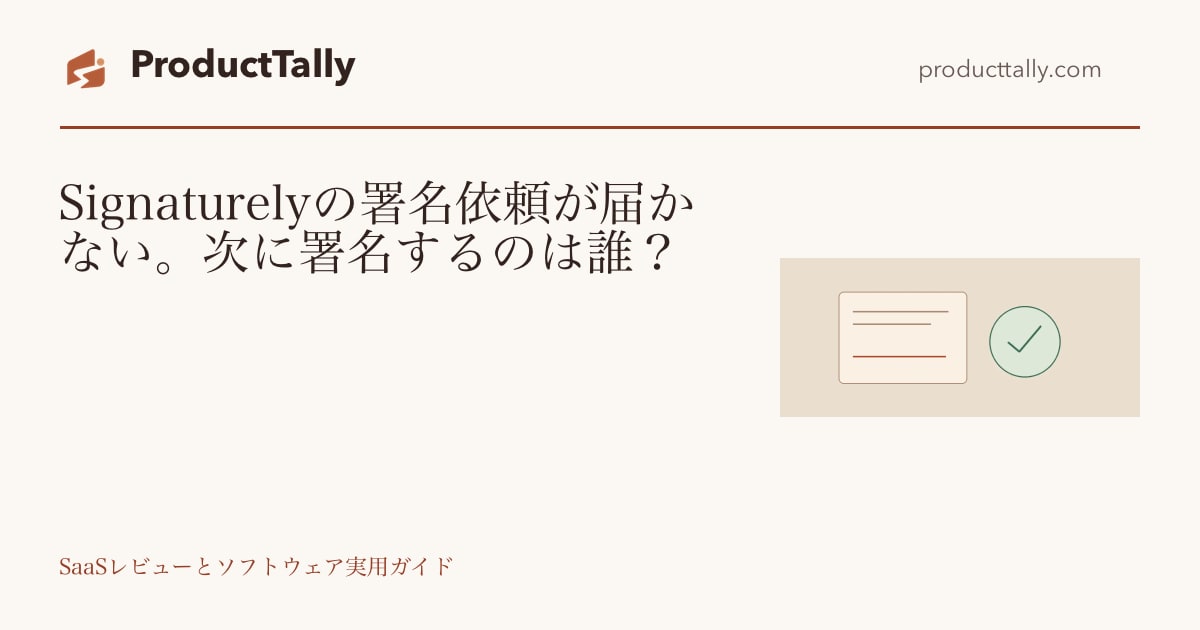 ProductTally
producttally.com
Signaturelyの署名依頼が届か
ない。次に署名するのは誰？
SaaSレビューとソフトウェア実用ガイド